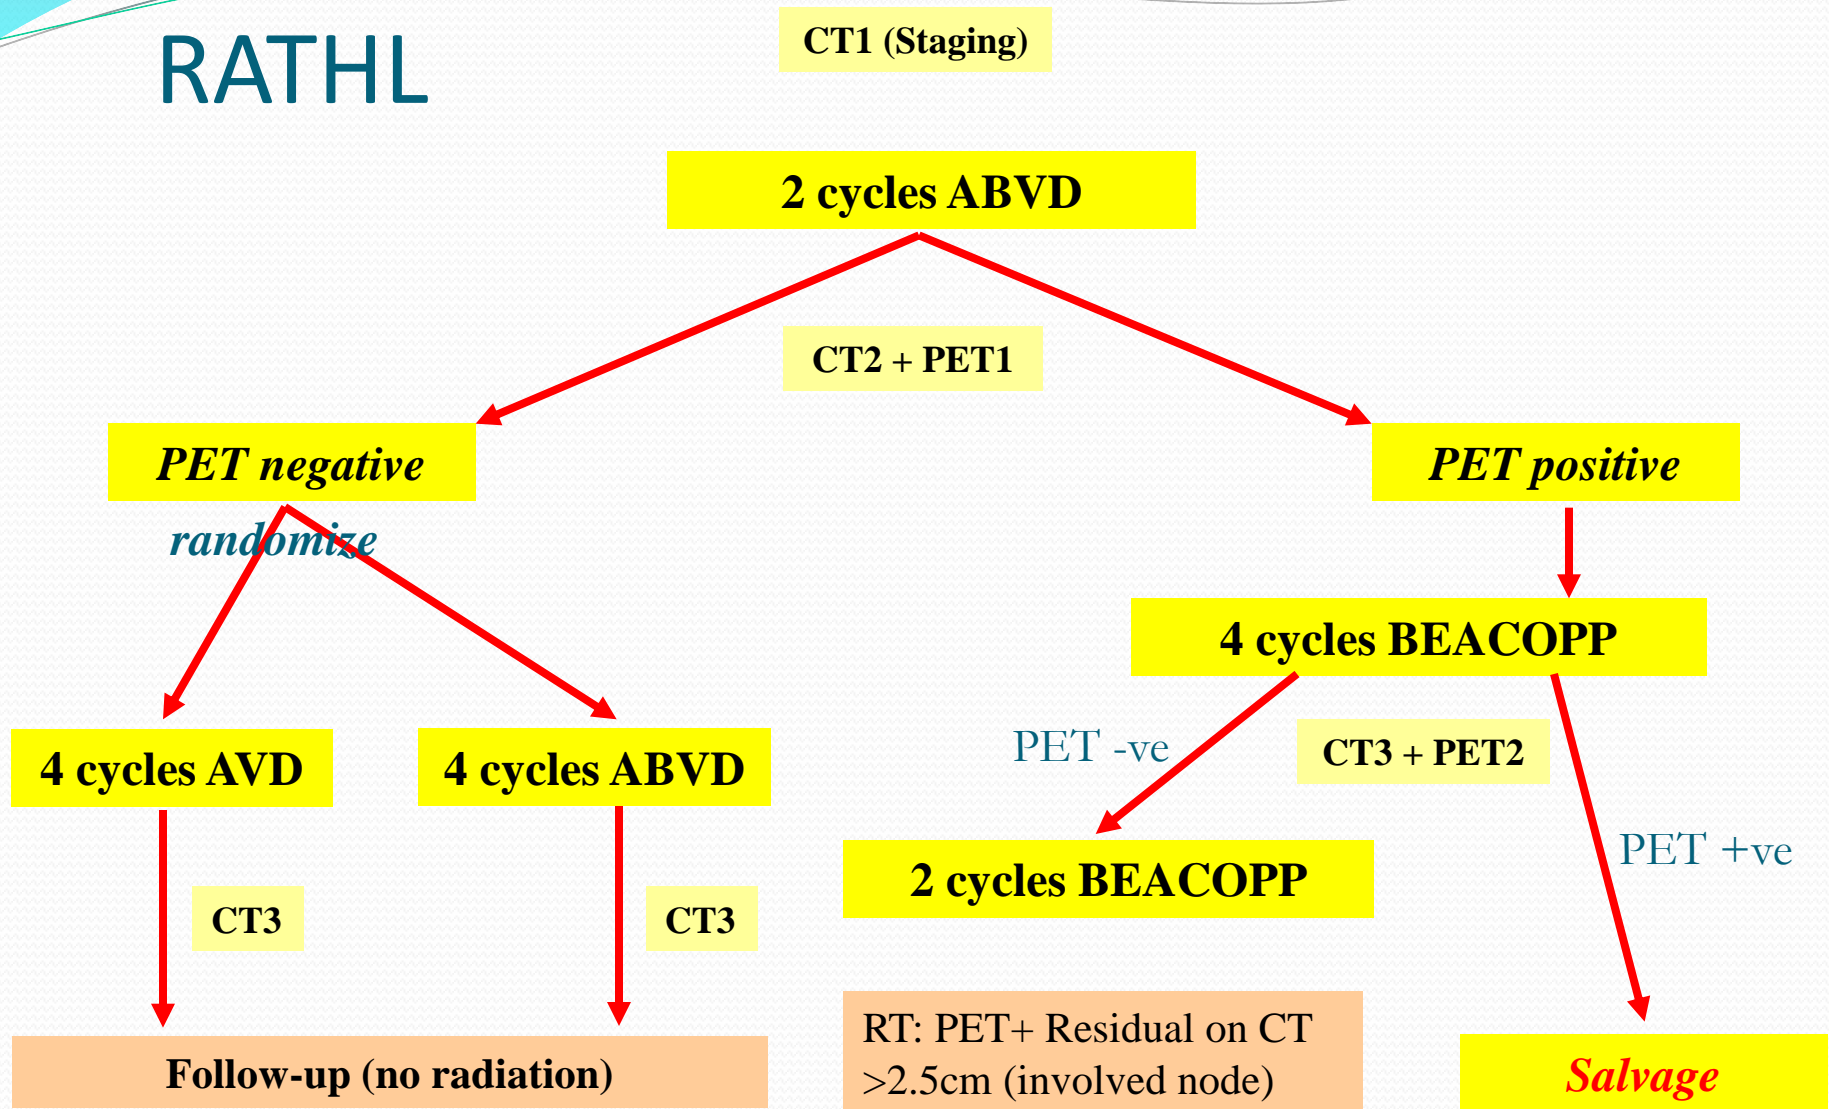 RATHL
CT1 (Staging)
2 cycles ABVD
CT2 + PET1
PET negative
PET positive
randomize
4 cycles BEACOPP
4 cycles AVD
4 cycles ABVD
PET -ve
CT3 + PET2
PET +ve
2 cycles BEACOPP
CT3
CT3
RT: PET+ Residual on CT
>2.5cm (involved node)
Follow-up (no radiation)
Salvage